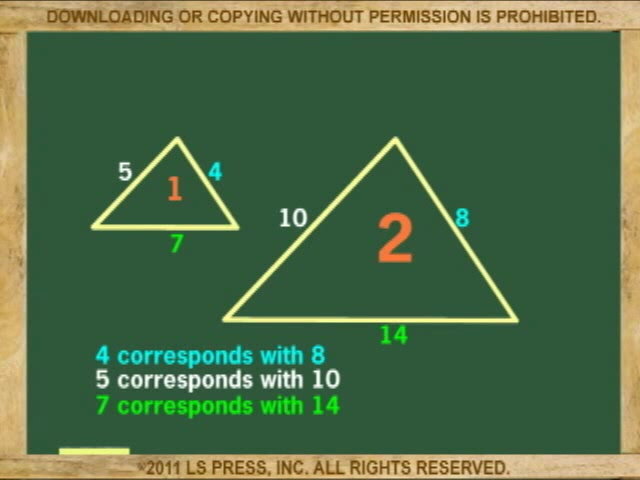 DOWNLOADING OR COPYING WITHOUT PERMISSION IS PROHIBITED.
5
1
4
7
10
2
8
14
4 corresponds with 8
5 corresponds with 10
7 corresponds with 14
©2011 LS PRESS, INC. ALL RIGHTS RESERVED.